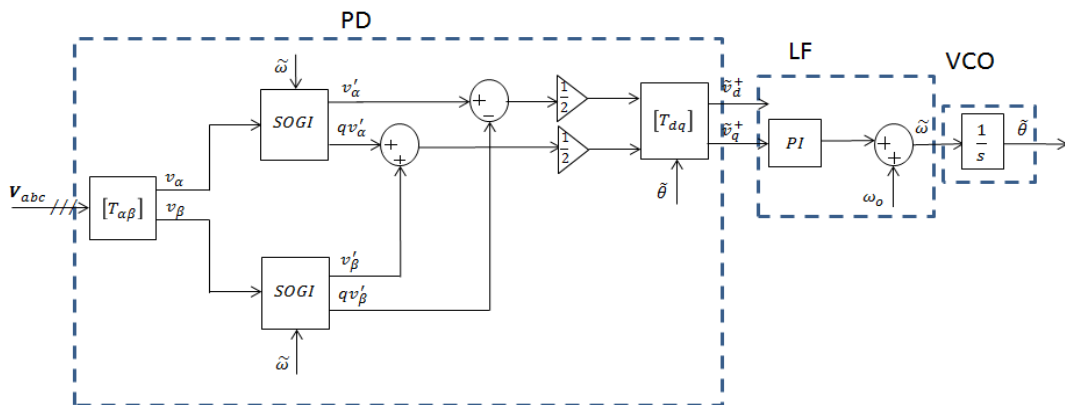 PD
LF
VCO
ω̃
v′α
SOGI
qv′α
+
−
1/2
ṽd+
[Tdq]
ṽq+
PI
ω̃
1/s
θ̃
+
+
1/2
+
+
θ̃
ωo
Vabc
[Tαβ]
vα
vβ
v′β
SOGI
qv′β
ω̃